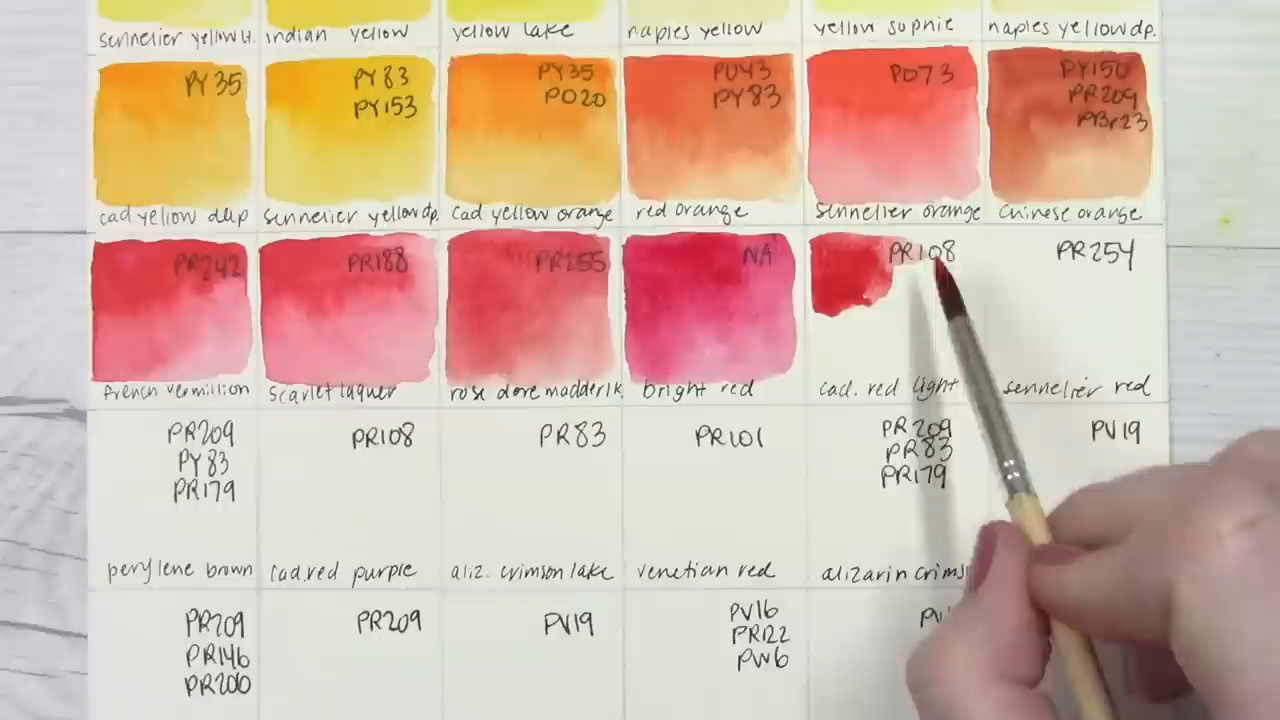 sennelier yellow lt. indian yellow yellow lake naples yellow yellow sophie naples yellow dp.
PY35 PY83 PY35 PO73 PY150
PY153 PO20 PY83 PR209
PBr23
cad yellow deep sennelier yellow dp. cad yellow orange red orange sennelier orange chinese orange
PR242 PR188 PR255 NA PR108 PR254
french vermillion scarlet laquer rose dore madder lk bright red cad. red light sennelier red
PR209 PR108 PR83 PR101 PR209 PV19
PY83 PR83
PR179 PR179
perylene brown cad.red purple aliz. crimson lake venetian red alizarin
PR209 PR209 PV19 PV16
PR146 PR122
PR206 PW6